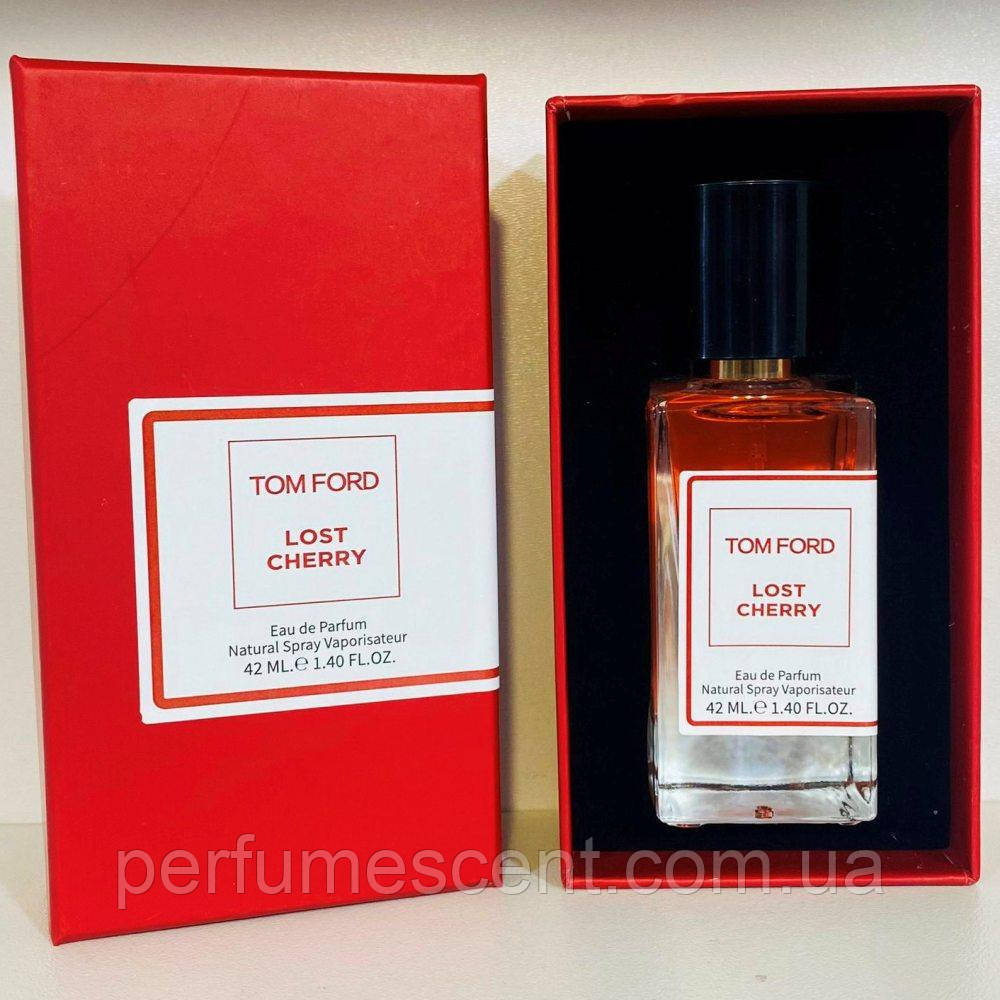 TOM FORD
LOST
CHERRY
Eau de Parfum
Natural Spray Vaporisateur
42 ML.℮ 1.40 FL.OZ.
TOM FORD
LOST
CHERRY
Eau de Parfum
Natural Spray Vaporisateur
42 ML.℮ 1.40 FL.OZ.
perfumescent.com.ua